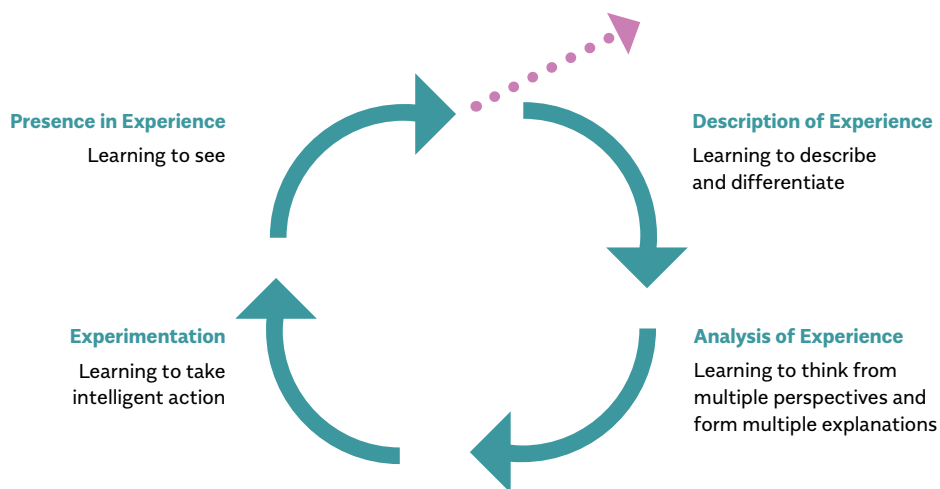 Presence in Experience
Learning to see
Description of Experience
Learning to describe
and differentiate
Experimentation
Learning to take
intelligent action
Analysis of Experience
Learning to think from
multiple perspectives and
form multiple explanations